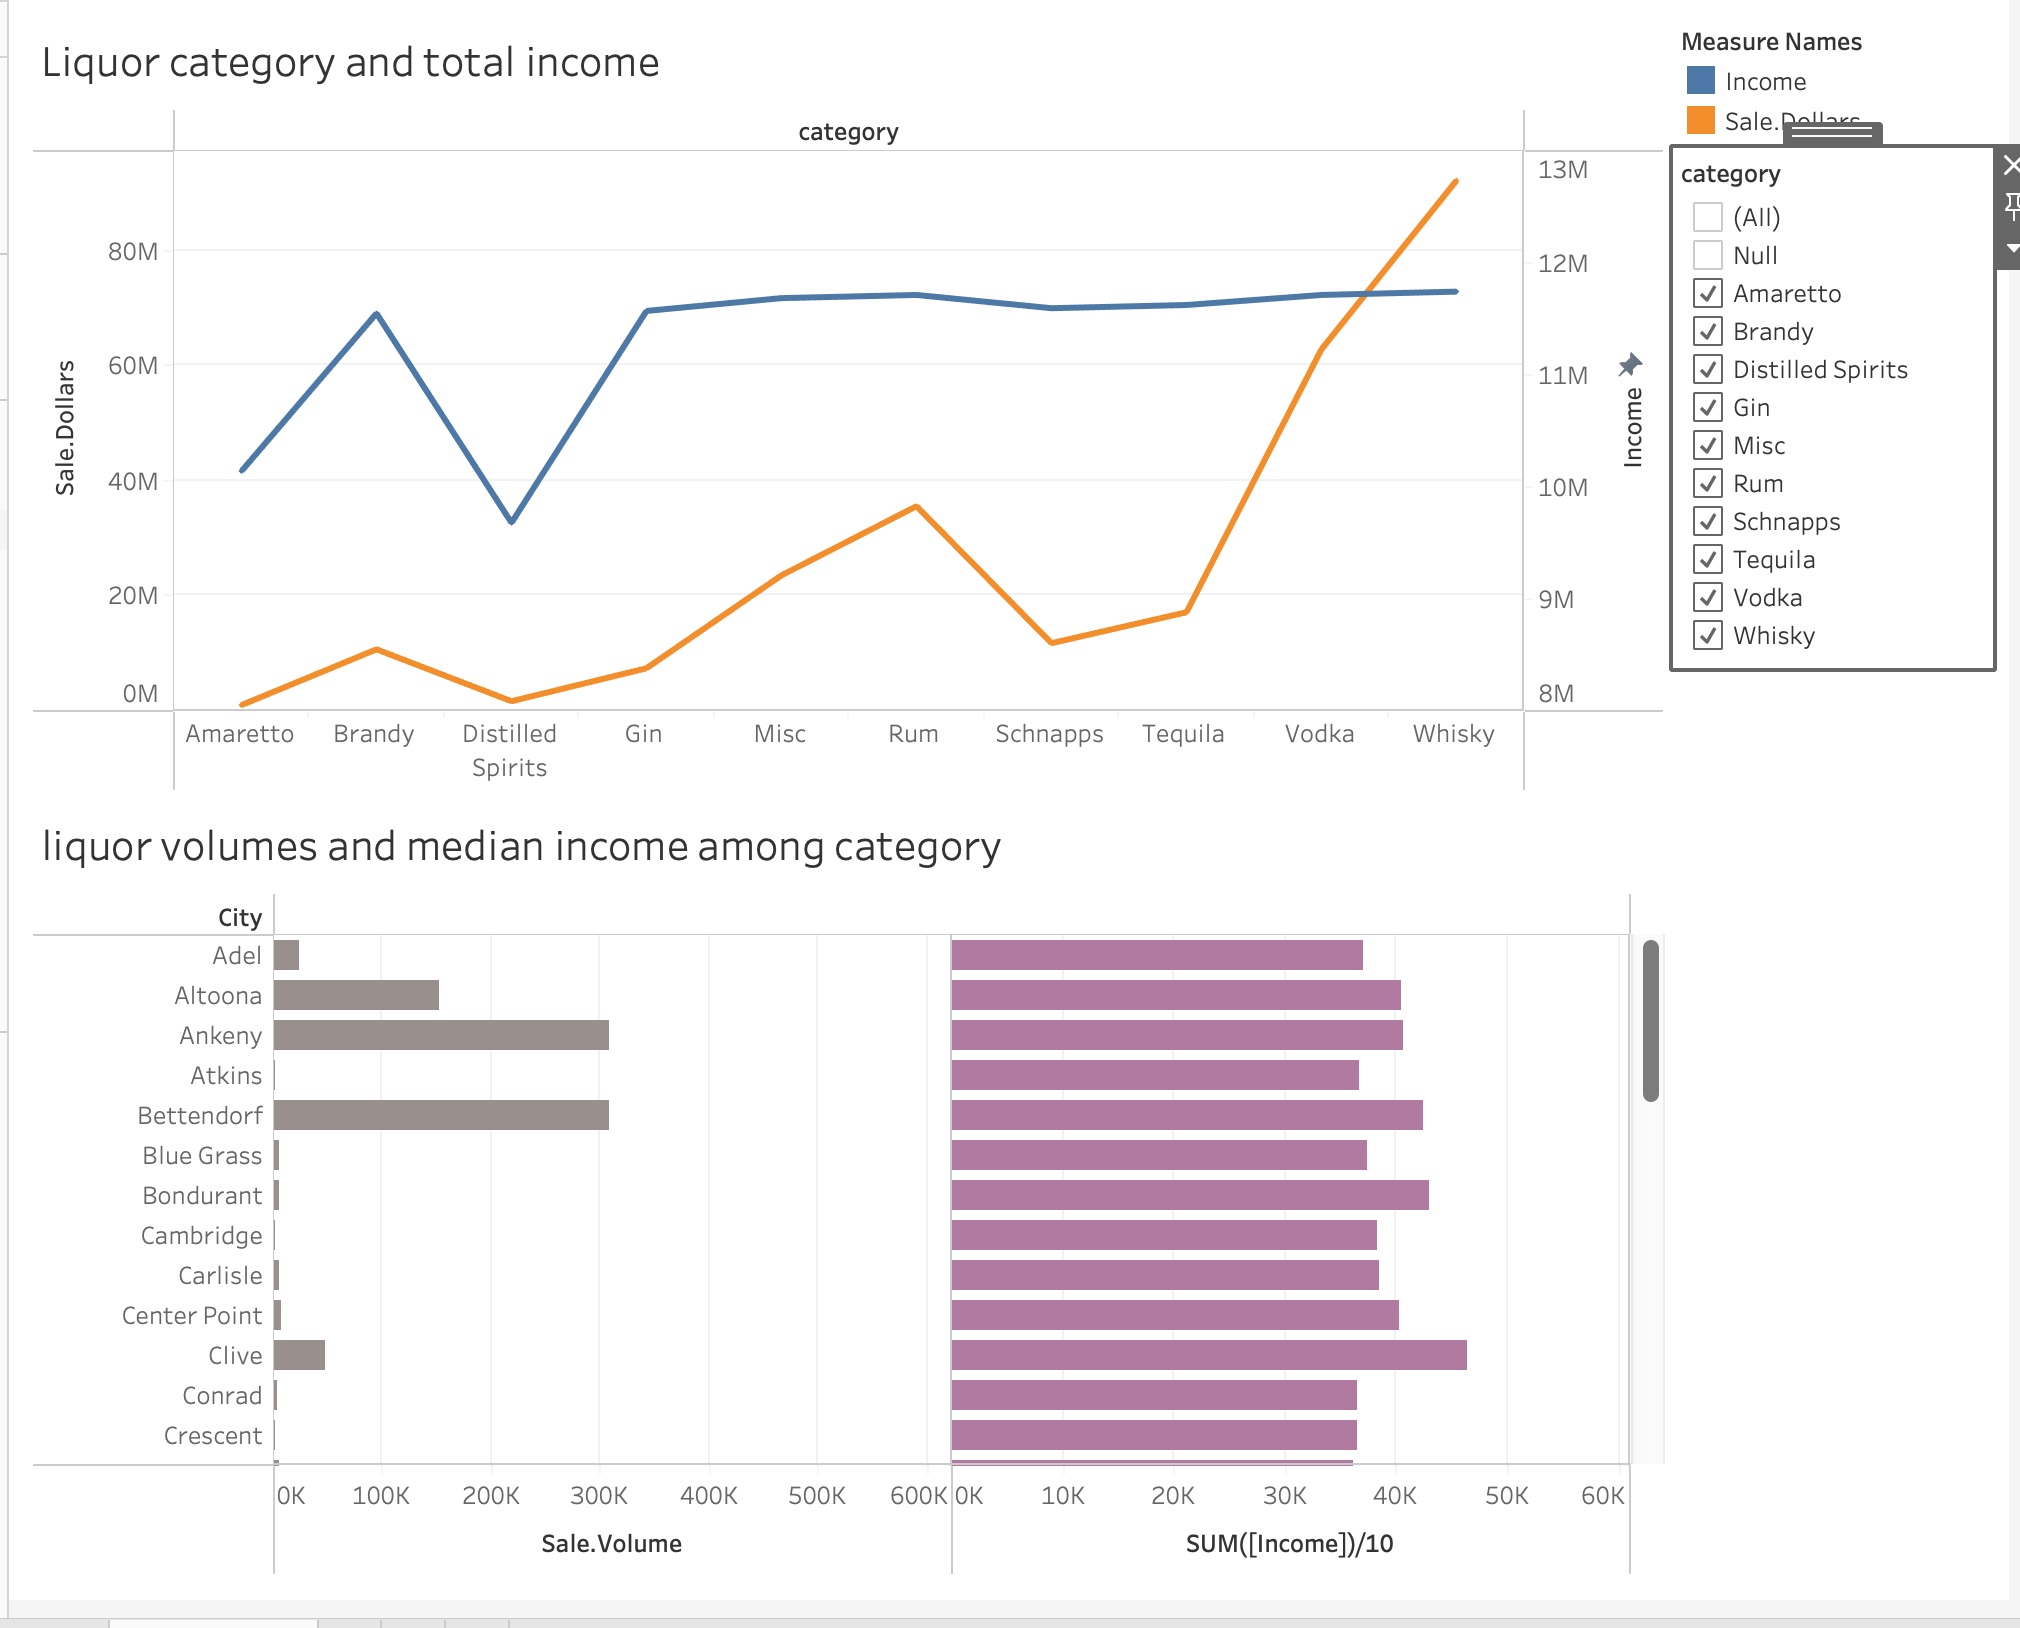 Liquor category and total income
category
Sale.Dollars
80M
60M
40M
20M
0M
13M
12M
11M
10M
9M
8M
Income
Amaretto Brandy Distilled Spirits Gin Misc Rum Schnapps Tequila Vodka Whisky
Measure Names
Income
Sale.Dollars
category
(All)
Null
Amaretto
Brandy
Distilled Spirits
Gin
Misc
Rum
Schnapps
Tequila
Vodka
Whisky
liquor volumes and median income among category
City
Adel
Altoona
Ankeny
Atkins
Bettendorf
Blue Grass
Bondurant
Cambridge
Carlisle
Center Point
Clive
Conrad
Crescent
0K 100K 200K 300K 400K 500K 600K 0K 10K 20K 30K 40K 50K 60K
Sale.Volume SUM([Income])/10